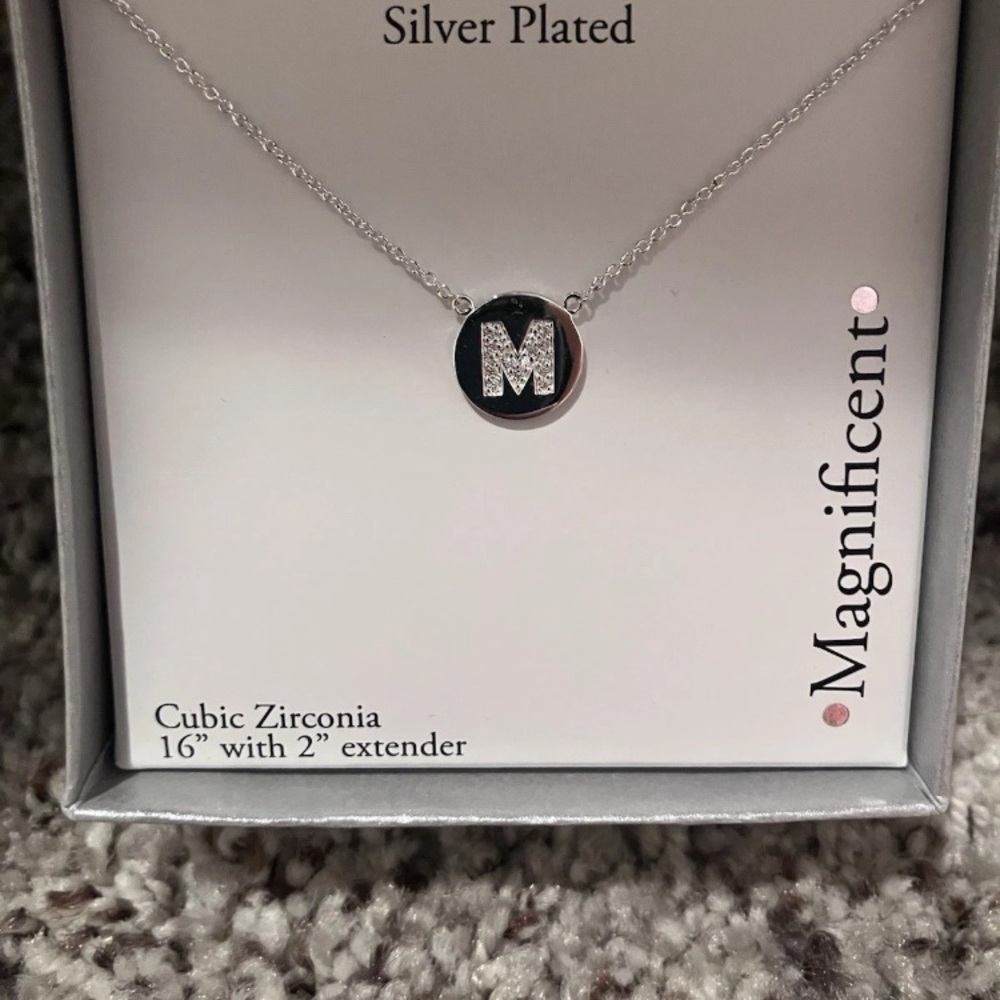 Silver Plated
M
Magnificent
Cubic Zirconia
16” with 2” extender